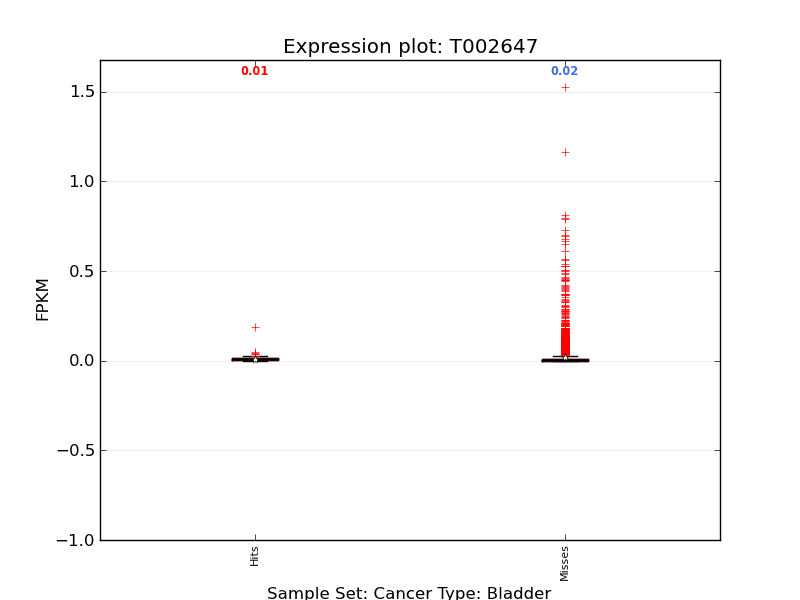 Expression plot: T002647
0.01
0.02
1.5
1.0
0.5
0.0
−0.5
−1.0
FPKM
Hits
Misses
Sample Set: Cancer Type: Bladder